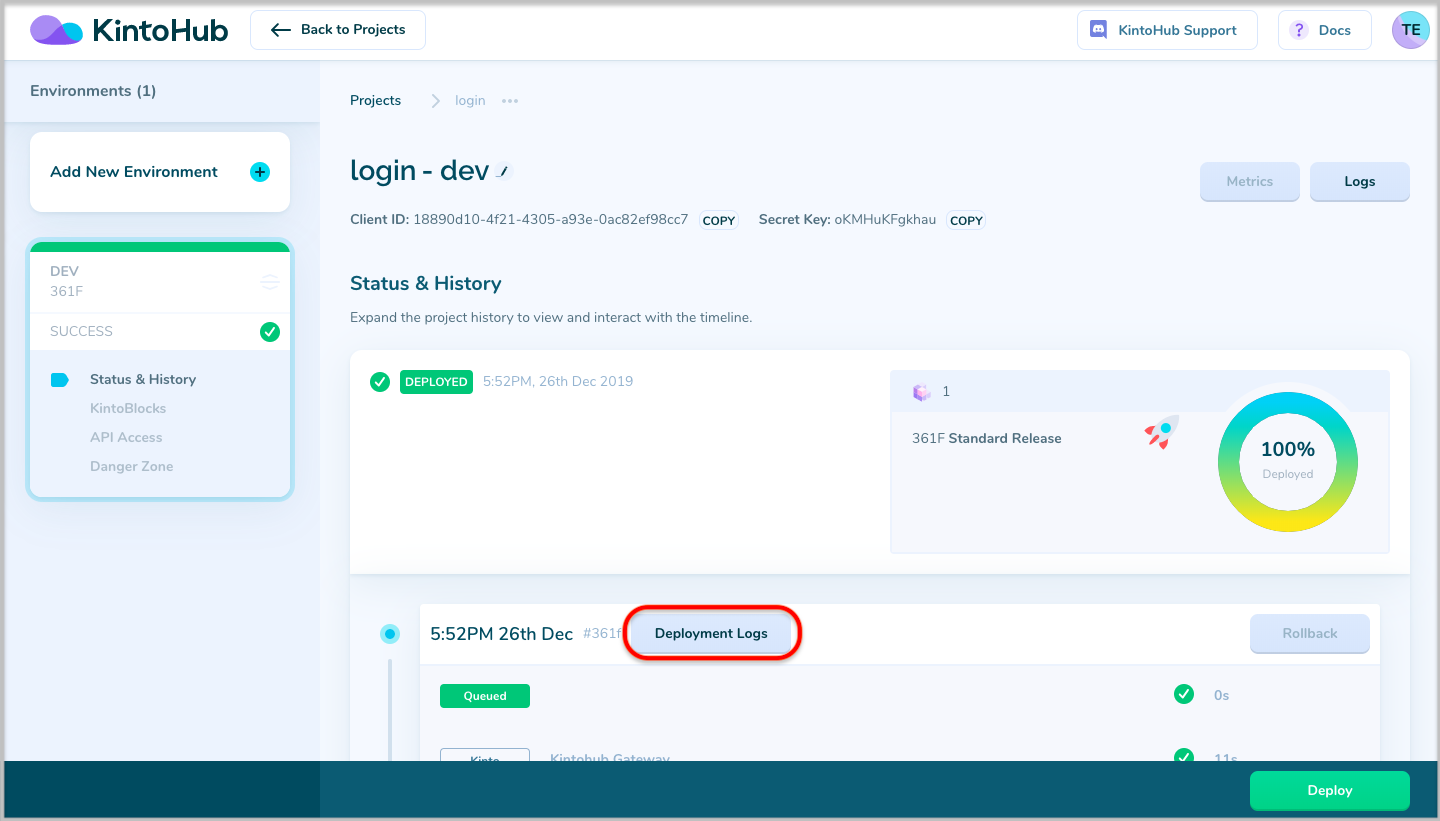 KintoHub
Back to Projects
KintoHub Support
?
Docs
TE
Environments (1)
Add New Environment
DEV
361F
SUCCESS
Status & History
KintoBlocks
API Access
Danger Zone
Projects
login
login - dev
Metrics
Logs
Client ID: 18890d10-4f21-4305-a93e-0ac82ef98cc7 COPY Secret Key: oKMHuKFgkhau COPY
Status & History
Expand the project history to view and interact with the timeline.
DEPLOYED 5:52PM, 26th Dec 2019
1
361F Standard Release
100%
Deployed
5:52PM 26th Dec #361f Deployment Logs Rollback
Queued 0s
Kinto Kintohub Gateway 11s
Deploy